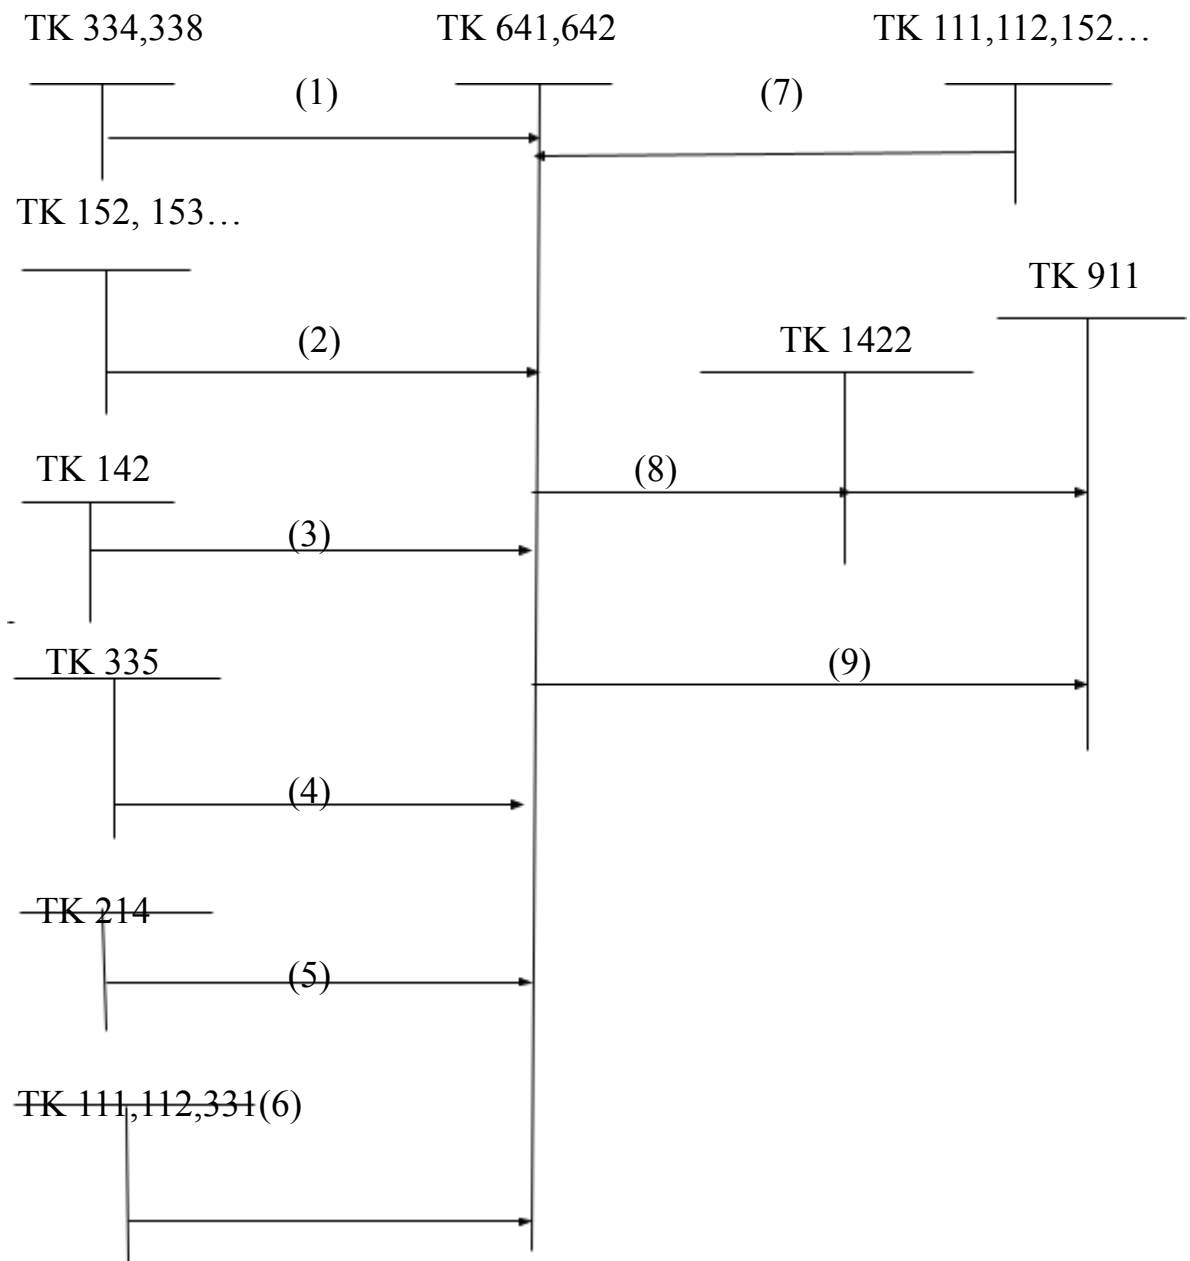 TK 334,338
TK 641,642
TK 111,112,152…
(1)
(7)
TK 152, 153…
TK 911
(2)
TK 1422
TK 142
(8)
(3)
TK 335
(9)
(4)
TK 214
(5)
TK 111,112,331(6)